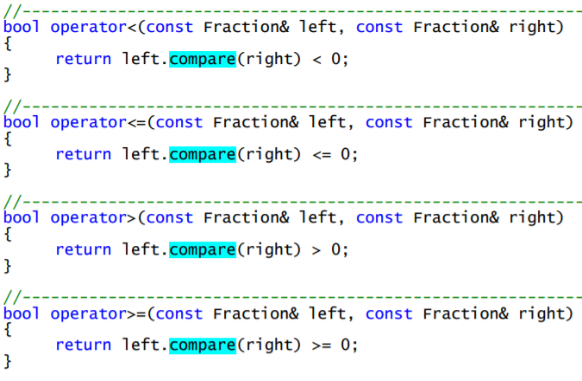 //-----------------------------------------------------------
bool operator<(const Fraction& left, const Fraction& right)
{
return left.compare(right) < 0;
}
//-----------------------------------------------------------
bool operator<=(const Fraction& left, const Fraction& right)
{
return left.compare(right) <= 0;
}
//-----------------------------------------------------------
bool operator>(const Fraction& left, const Fraction& right)
{
return left.compare(right) > 0;
}
//-----------------------------------------------------------
bool operator>=(const Fraction& left, const Fraction& right)
{
return left.compare(right) >= 0;
}